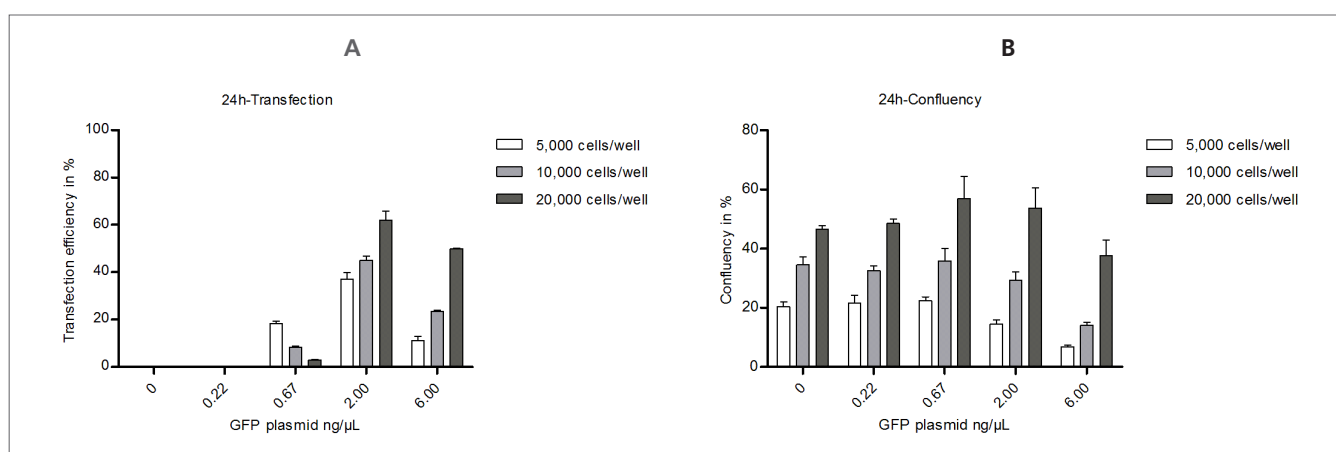 A
24h-Transfection
Transfection efficiency in %
100
80
60
40
20
0
0
0.22
0.67
2.00
6.00
GFP plasmid ng/µL
5,000 cells/well
10,000 cells/well
20,000 cells/well
B
24h-Confluency
Confluency in %
80
60
40
20
0
0
0.22
0.67
2.00
6.00
GFP plasmid ng/µL
5,000 cells/well
10,000 cells/well
20,000 cells/well